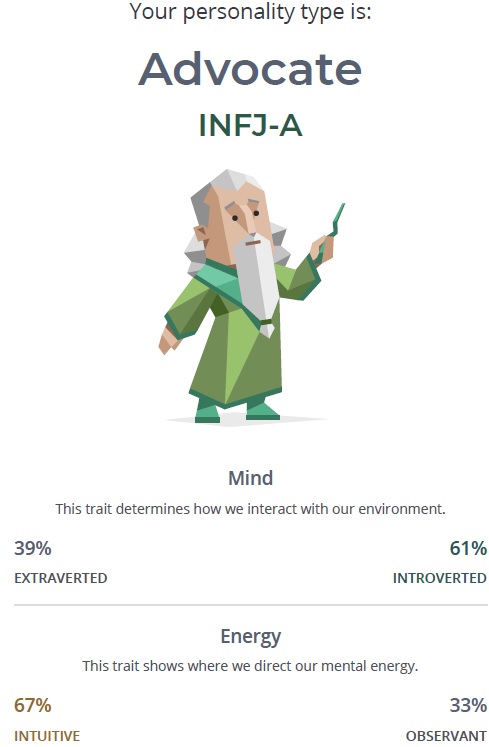 Your personality type is:
Advocate
INFJ-A
Mind
This trait determines how we interact with our environment.
39% 61%
EXTRAVERTED INTROVERTED
Energy
This trait shows where we direct our mental energy.
67% 33%
INTUITIVE OBSERVANT